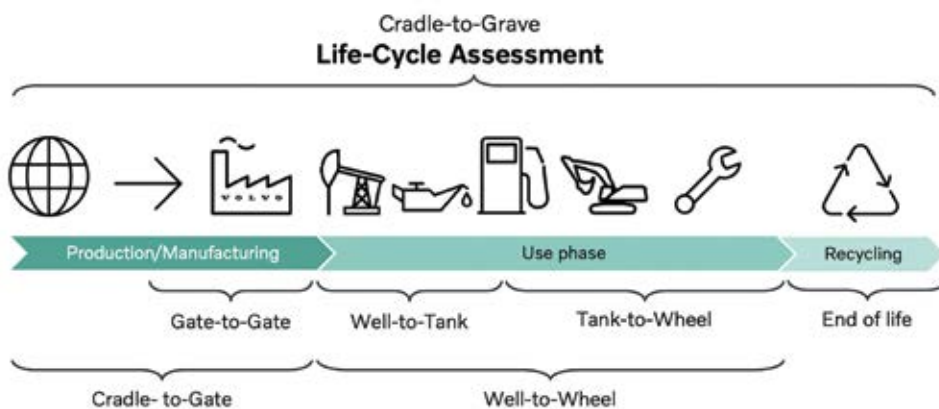 Cradle-to-Grave
Life-Cycle Assessment
VOLVO
Production/Manufacturing
Use phase
Recycling
Gate-to-Gate
Well-to-Tank
Tank-to-Wheel
End of life
Cradle- to-Gate
Well-to-Wheel